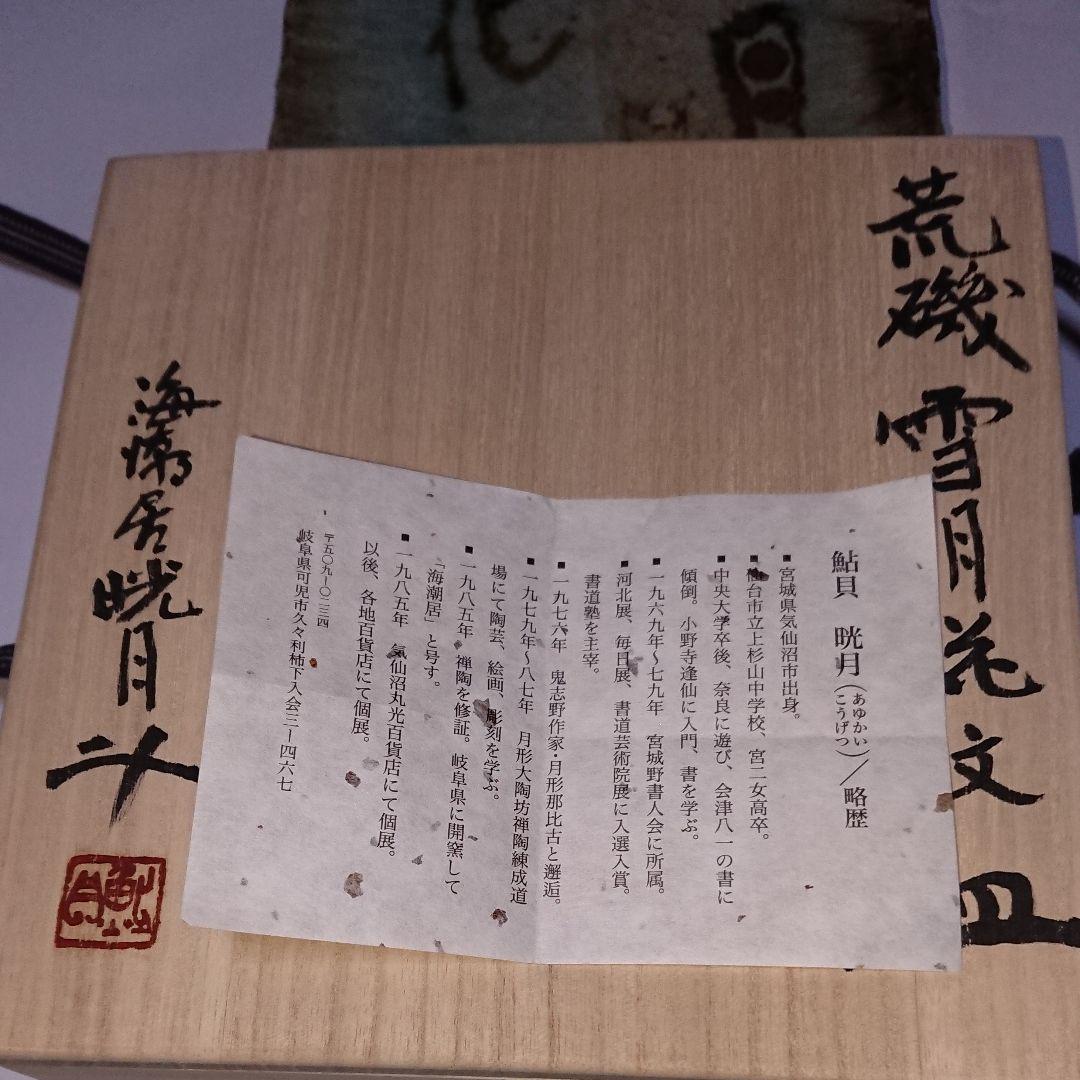 荒磯 雪月花文 皿
鮎貝 晄月（あゆかい こうげつ）／略歴
■宮城県気仙沼市出身。
■仙台市立上杉山中学校、宮二女高卒。
■中央大学卒後、奈良に遊び、会津八一の書に
傾倒。小野寺逢仙に入門、書を学ぶ。
■一九六九年〜七九年 宮城野書人会に所属。
河北展、毎日展、書道芸術院展に入選入賞。
書道塾を主宰。
■一九七六年 鬼志野作家・月形那比古と邂逅。
■一九七九年〜八七年 月形大陶坊禅陶練成道
場にて陶芸、絵画、彫刻を学ぶ。
■一九八五年 禅陶を修証。岐阜県に開窯して
「海潮居」と号す。
■一九八五年 気仙沼丸光百貨店にて個展。
以後、各地百貨店にて個展。
〒五〇九－〇二三四
岐阜県可児市久々利柿下入会三－四六七
海潮居 晄月
花